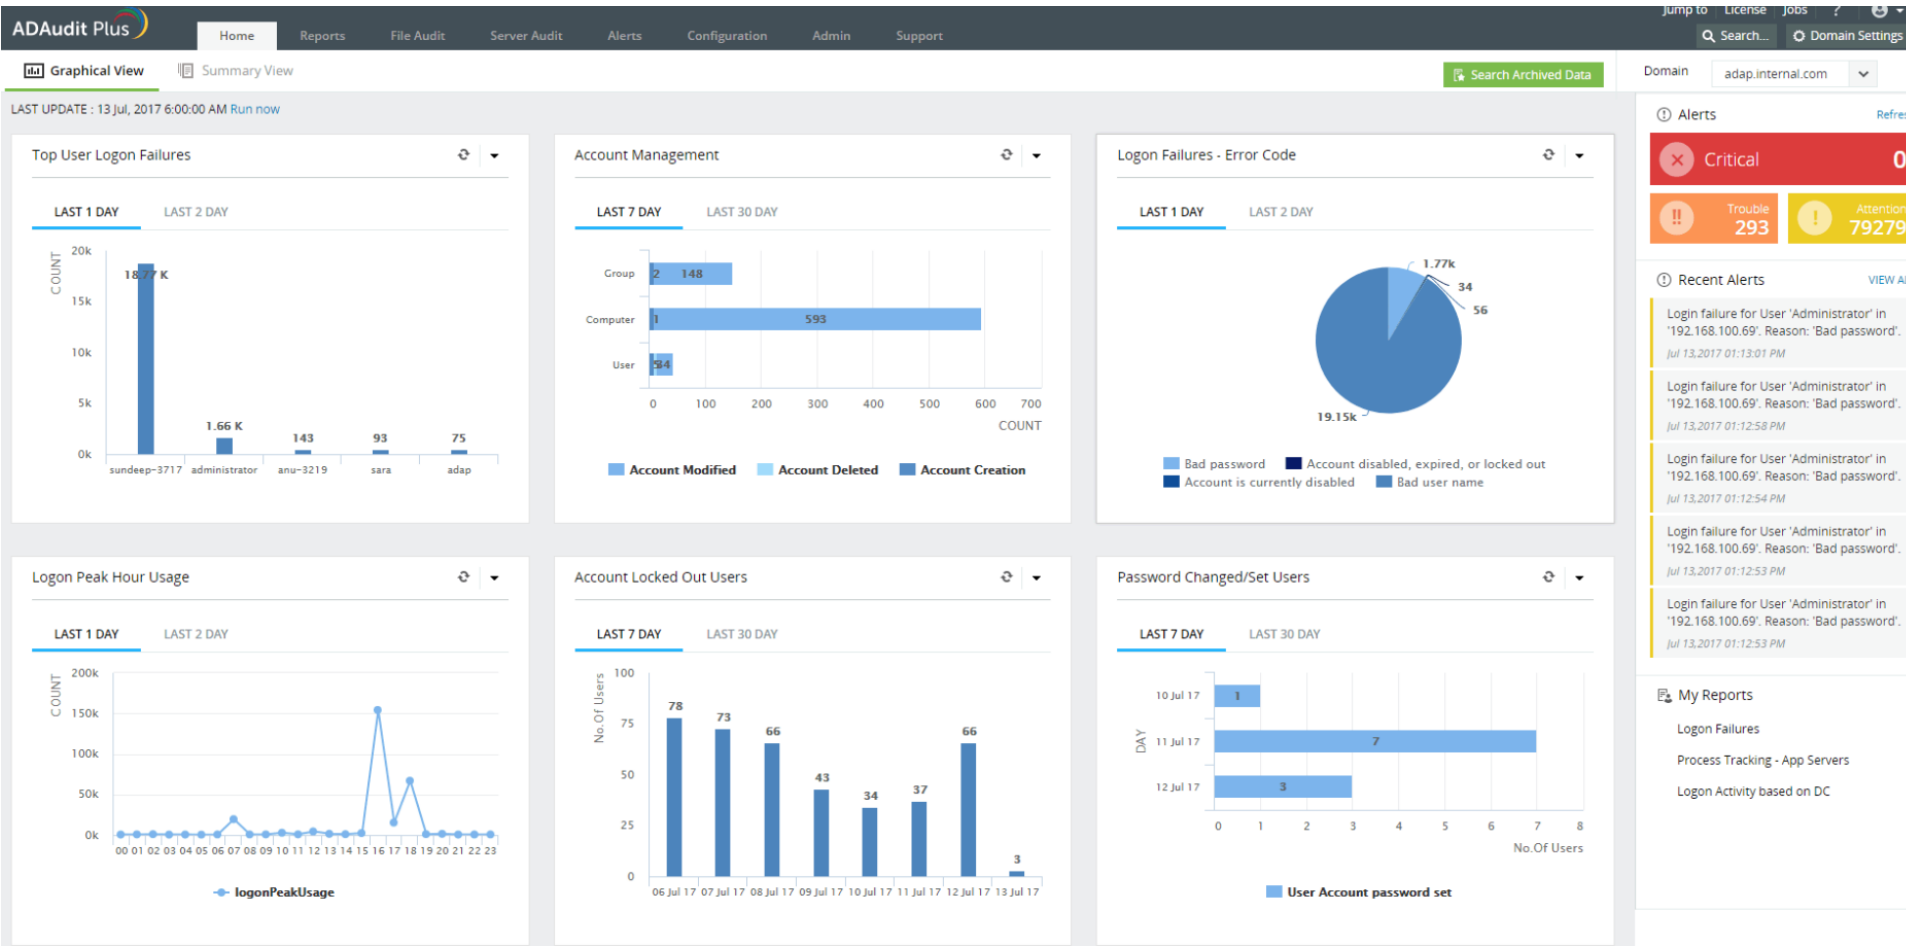 ADAudit Plus
Home Reports File Audit Server Audit Alerts Configuration Admin Support
Jump to License Jobs ?
Search... Domain Settings
Graphical View Summary View
Search Archived Data
Domain adap.internal.com
LAST UPDATE : 13 Jul, 2017 6:00:00 AM Run now
Top User Logon Failures
LAST 1 DAY LAST 2 DAY
COUNT
20k
15k
10k
5k
0k
18.77 K
1.66 K
143
93
75
sundeep-3717 administrator anu-3219 sara adap
Account Management
LAST 7 DAY LAST 30 DAY
Group 2 148
Computer 1 593
User 34
0 100 200 300 400 500 600 700
COUNT
Account Modified Account Deleted Account Creation
Logon Failures - Error Code
LAST 1 DAY LAST 2 DAY
1.77k
34
56
19.15k
Bad password Account disabled, expired, or locked out
Account is currently disabled Bad user name
Logon Peak Hour Usage
LAST 1 DAY LAST 2 DAY
COUNT
200k
150k
100k
50k
0k
00 01 02 03 04 05 06 07 08 09 10 11 12 13 14 15 16 17 18 19 20 21 22 23
logonPeakUsage
Account Locked Out Users
LAST 7 DAY LAST 30 DAY
No.Of Users
100
75
50
25
0
78
73
66
43
34
37
66
3
06 Jul 17 07 Jul 17 08 Jul 17 09 Jul 17 10 Jul 17 11 Jul 17 12 Jul 17 13 Jul 17
Password Changed/Set Users
LAST 7 DAY LAST 30 DAY
DAY
10 Jul 17 1
11 Jul 17 7
12 Jul 17 3
0 1 2 3 4 5 6 7 8
No.Of Users
User Account password set
Alerts Refres
Critical 0
Trouble
293
Attention
79279
Recent Alerts VIEW A
Login failure for User 'Administrator' in
'192.168.100.69'. Reason: 'Bad password'.
Jul 13,2017 01:13:01 PM
Login failure for User 'Administrator' in
'192.168.100.69'. Reason: 'Bad password'.
Jul 13,2017 01:12:58 PM
Login failure for User 'Administrator' in
'192.168.100.69'. Reason: 'Bad password'.
Jul 13,2017 01:12:54 PM
Login failure for User 'Administrator' in
'192.168.100.69'. Reason: 'Bad password'.
Jul 13,2017 01:12:53 PM
Login failure for User 'Administrator' in
'192.168.100.69'. Reason: 'Bad password'.
Jul 13,2017 01:12:53 PM
My Reports
Logon Failures
Process Tracking - App Servers
Logon Activity based on DC